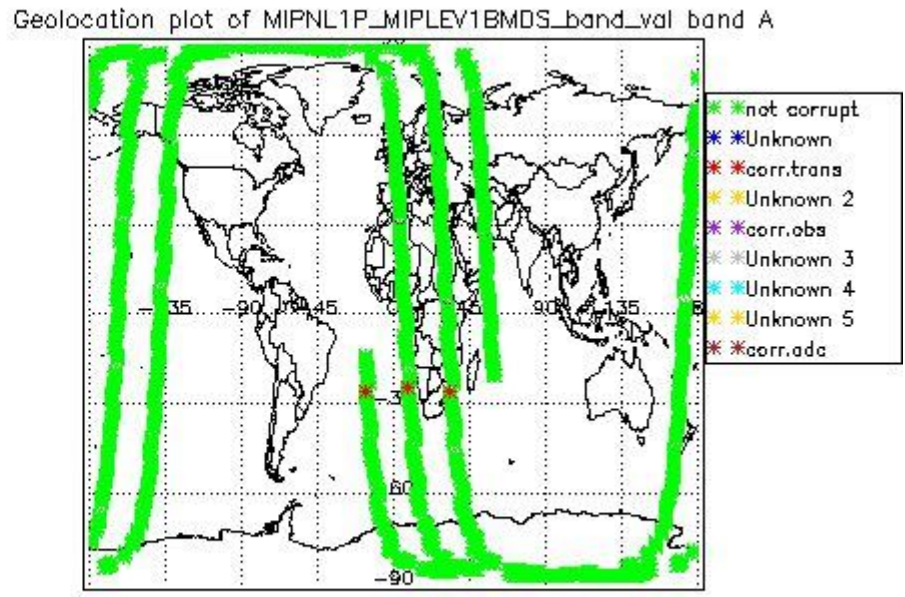 Geolocation plot of MIPNL1P_MIPLEV1BMDS_band_val band A
not corrupt
Unknown
corr.trans
Unknown 2
corr.obs
Unknown 3
Unknown 4
Unknown 5
corr.adc
-135 -90 -45 45 90 135
60
-90